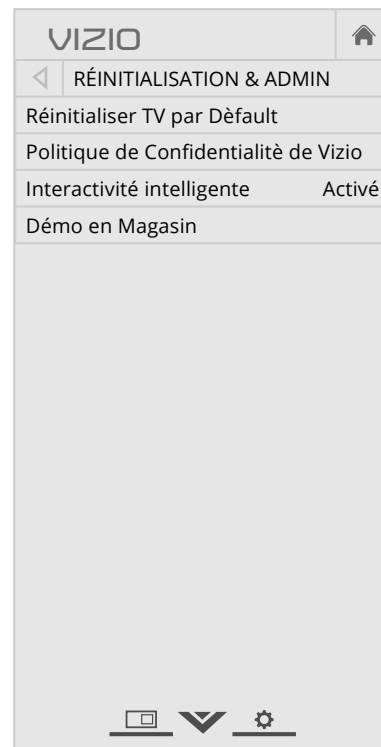 VIZIO
RÉINITIALISATION & ADMIN
Réinitialiser TV par Dèfault
Politique de Confidentialitè de Vizio
Interactivité intelligente Activé
Démo en Magasin